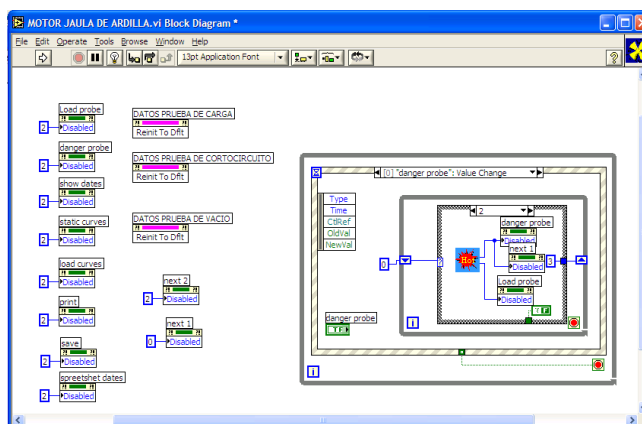 MOTOR JAULA DE ARDILLA.vi Block Diagram *
File Edit Operate Tools Browse Window Help
13pt Application Font
?
Load probe
2 Disabled
danger probe
2 Disabled
show dates
2 Disabled
static curves
2 Disabled
load curves
2 Disabled
print
2 Disabled
save
2 Disabled
spreetshet dates
2 Disabled
DATOS PRUEBA DE CARGA
Reinit To Dflt
DATOS PRUEBA DE CORTOCIRCUITO
Reinit To Dflt
DATOS PRUEBA DE VACIO
Reinit To Dflt
next 2
2 Disabled
next 1
0 Disabled
[0] "danger probe": Value Change
Type
Time
CtlRef
OldVal
NewVal
danger probe
TF
0
?
2
danger probe
Disabled
next 1
Disabled
3
Hot
Load probe
Disabled
T F
i
i